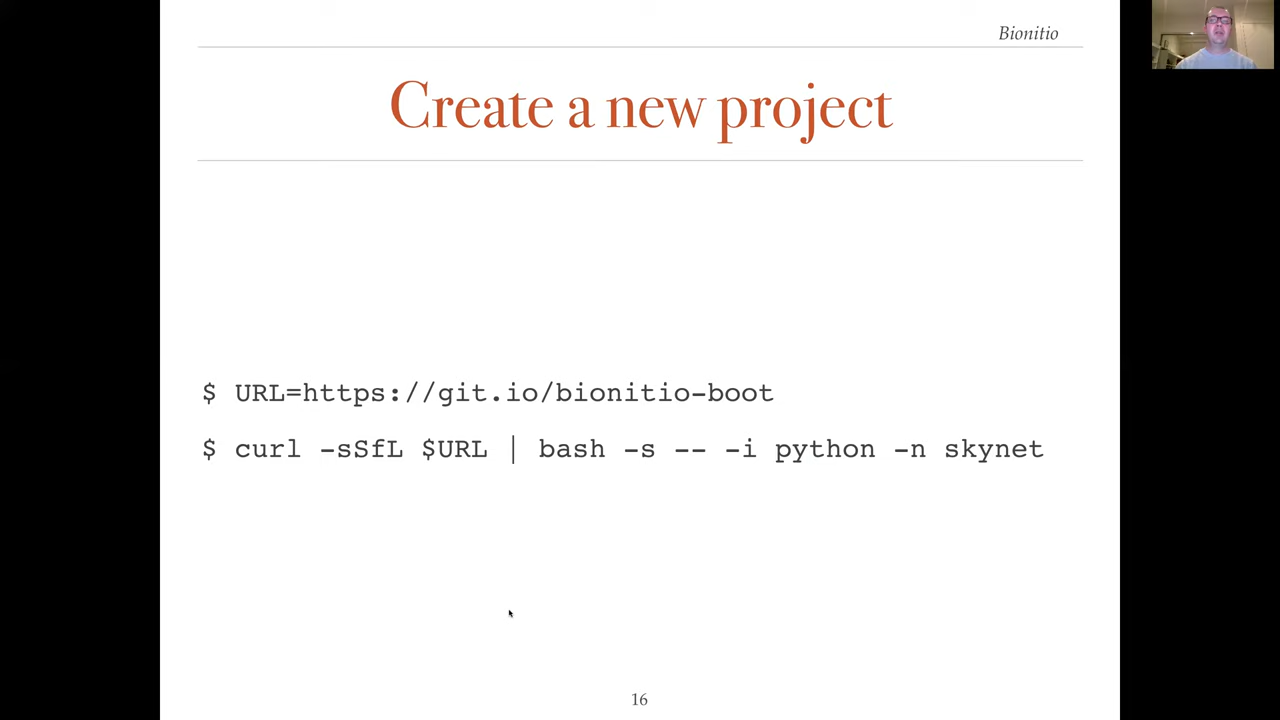 Bionitio
Create a new project
$ URL=https://git.io/bionitio-boot
$ curl -sSfL $URL | bash -s -- -i python -n skynet
16